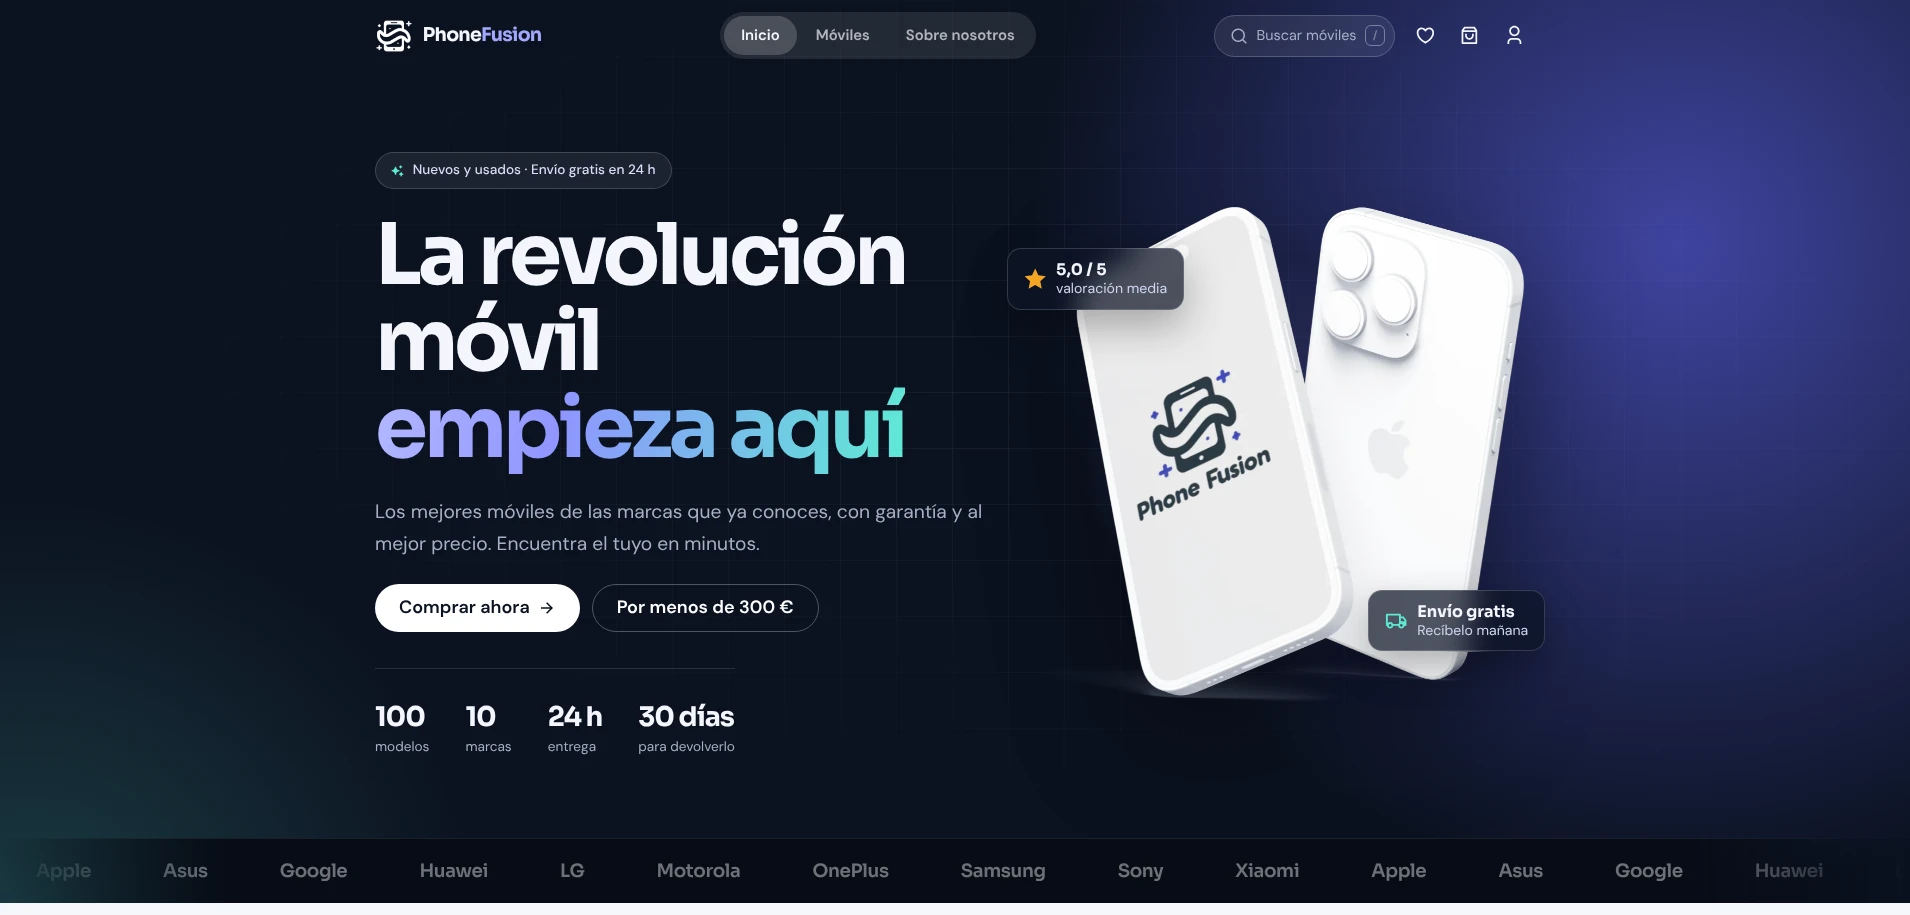 PhoneFusion
Inicio
Móviles
Sobre nosotros
Buscar móviles /
Nuevos y usados · Envío gratis en 24 h
La revolución
móvil
empieza aquí
Los mejores móviles de las marcas que ya conoces, con garantía y al
mejor precio. Encuentra el tuyo en minutos.
Comprar ahora →
Por menos de 300 €
100
modelos
10
marcas
24 h
entrega
30 días
para devolverlo
5,0 / 5
valoración media
Phone Fusion
Envío gratis
Recíbelo mañana
Apple Asus Google Huawei LG Motorola OnePlus Samsung Sony Xiaomi Apple Asus Google Huawei